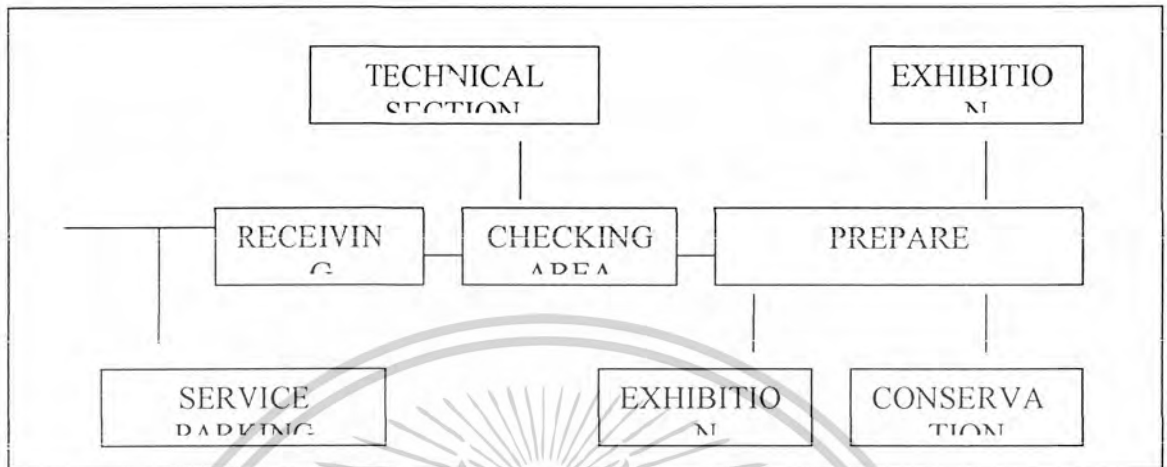 TECHNICAL
SECTION
EXHIBITIO
N
RECEIVIN
G
CHECKING
AREA
PREPARE
SERVICE
PARKING
EXHIBITIO
N
CONSERVA
TION